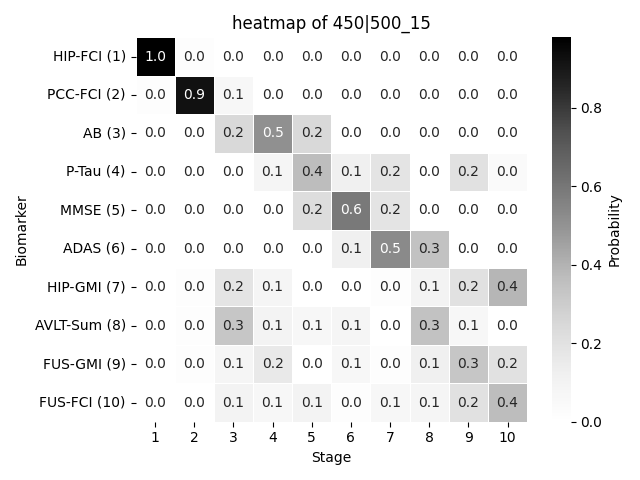 heatmap of 450|500_15
HIP-FCI (1) 1.0 0.0 0.0 0.0 0.0 0.0 0.0 0.0 0.0 0.0
PCC-FCI (2) 0.0 0.9 0.1 0.0 0.0 0.0 0.0 0.0 0.0 0.0
AB (3) 0.0 0.0 0.2 0.5 0.2 0.0 0.0 0.0 0.0 0.0
P-Tau (4) 0.0 0.0 0.0 0.1 0.4 0.1 0.2 0.0 0.2 0.0
MMSE (5) 0.0 0.0 0.0 0.0 0.2 0.6 0.2 0.0 0.0 0.0
ADAS (6) 0.0 0.0 0.0 0.0 0.0 0.1 0.5 0.3 0.0 0.0
HIP-GMI (7) 0.0 0.0 0.2 0.1 0.0 0.0 0.0 0.1 0.2 0.4
AVLT-Sum (8) 0.0 0.0 0.3 0.1 0.1 0.1 0.0 0.3 0.1 0.0
FUS-GMI (9) 0.0 0.0 0.1 0.2 0.0 0.1 0.0 0.1 0.3 0.2
FUS-FCI (10) 0.0 0.0 0.1 0.1 0.1 0.0 0.1 0.1 0.2 0.4
1 2 3 4 5 6 7 8 9 10
Stage
Biomarker
0.8
0.6
0.4
0.2
0.0
Probability